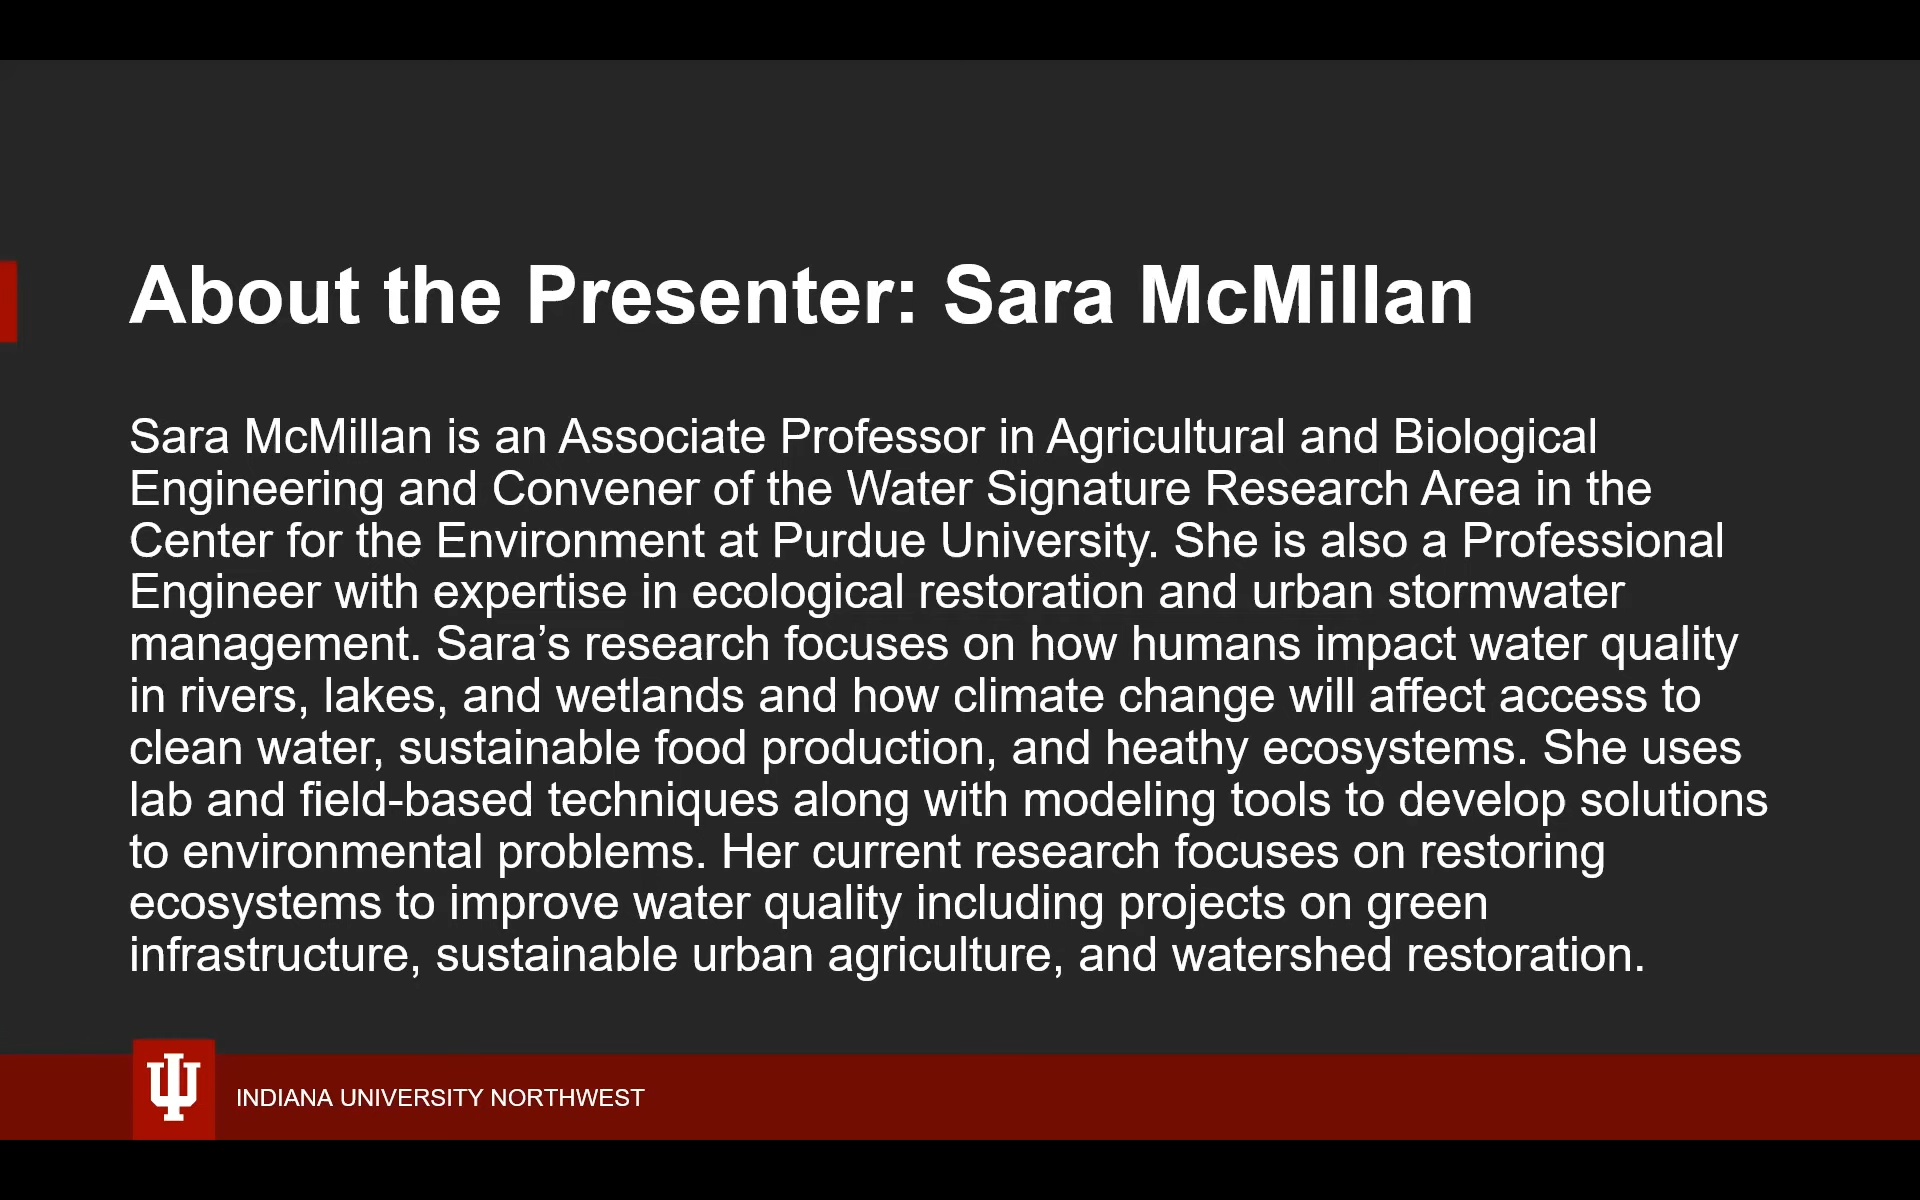 About the Presenter: Sara McMillan
Sara McMillan is an Associate Professor in Agricultural and Biological
Engineering and Convener of the Water Signature Research Area in the
Center for the Environment at Purdue University. She is also a Professional
Engineer with expertise in ecological restoration and urban stormwater
management. Sara’s research focuses on how humans impact water quality
in rivers, lakes, and wetlands and how climate change will affect access to
clean water, sustainable food production, and heathy ecosystems. She uses
lab and field-based techniques along with modeling tools to develop solutions
to environmental problems. Her current research focuses on restoring
ecosystems to improve water quality including projects on green
infrastructure, sustainable urban agriculture, and watershed restoration.
INDIANA UNIVERSITY NORTHWEST